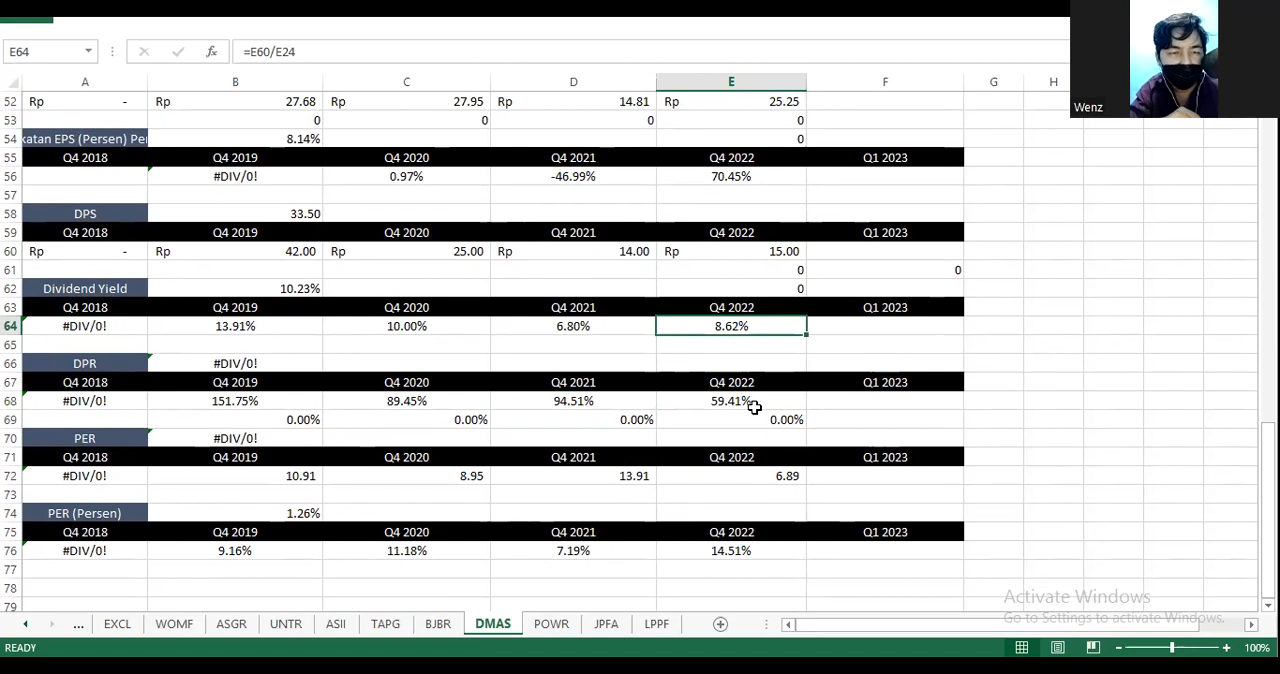 E64 fx =E60/E24
Wenz
A B C D E F G H
52 Rp - Rp 27.68 Rp 27.95 Rp 14.81 Rp 25.25
53 0 0 0 0
54 katan EPS (Persen) Per 8.14% 0
55 Q4 2018 Q4 2019 Q4 2020 Q4 2021 Q4 2022 Q1 2023
56 #DIV/0! 0.97% -46.99% 70.45%
57
58 DPS 33.50
59 Q4 2018 Q4 2019 Q4 2020 Q4 2021 Q4 2022 Q1 2023
60 Rp - Rp 42.00 Rp 25.00 Rp 14.00 Rp 15.00
61 0 0
62 Dividend Yield 10.23% 0
63 Q4 2018 Q4 2019 Q4 2020 Q4 2021 Q4 2022 Q1 2023
64 #DIV/0! 13.91% 10.00% 6.80% 8.62%
65
66 DPR #DIV/0!
67 Q4 2018 Q4 2019 Q4 2020 Q4 2021 Q4 2022 Q1 2023
68 #DIV/0! 151.75% 89.45% 94.51% 59.41%
69 0.00% 0.00% 0.00% 0.00%
70 PER #DIV/0!
71 Q4 2018 Q4 2019 Q4 2020 Q4 2021 Q4 2022 Q1 2023
72 #DIV/0! 10.91 8.95 13.91 6.89
73
74 PER (Persen) 1.26%
75 Q4 2018 Q4 2019 Q4 2020 Q4 2021 Q4 2022 Q1 2023
76 #DIV/0! 9.16% 11.18% 7.19% 14.51%
77
78
79
Activate Windows
Go to Settings to activate Windows.
... EXCL WOMF ASGR UNTR ASII TAPG IUBR DMAS POWR JPFA LPPF
READY 100%